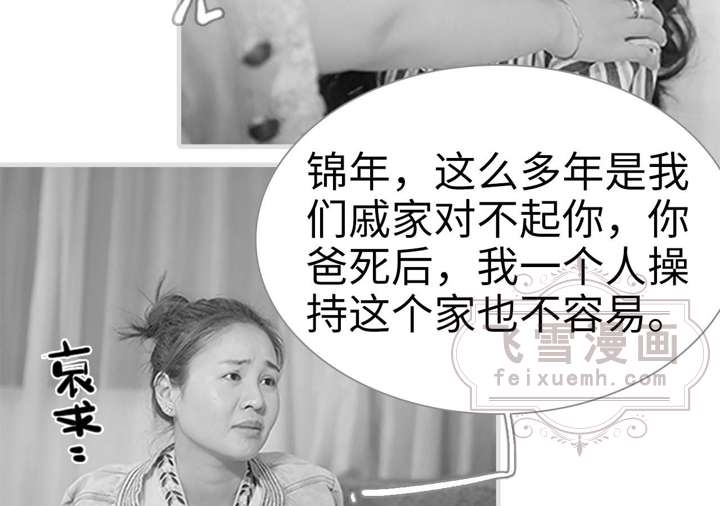 锦年，这么多年是我
们戚家对不起你，你
爸死后，我一个人操
持这个家也不容易。
飞雪漫画
feixuemh.com
哀求